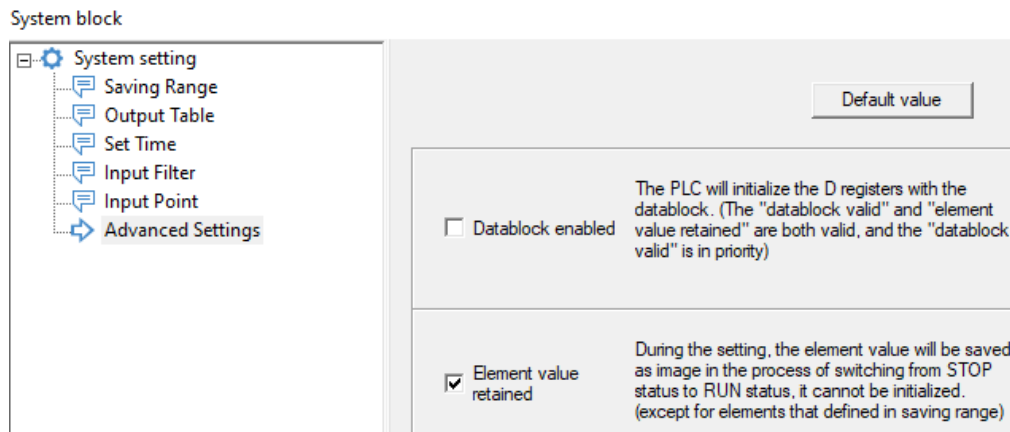 System block
System setting
Saving Range
Output Table
Set Time
Input Filter
Input Point
Advanced Settings
Default value
Datablock enabled
The PLC will initialize the D registers with the
datablock. (The "datablock valid" and "element
value retained" are both valid, and the "datablock
valid" is in priority)
Element value
retained
During the setting, the element value will be saved
as image in the process of switching from STOP
status to RUN status, it cannot be initialized.
(except for elements that defined in saving range)